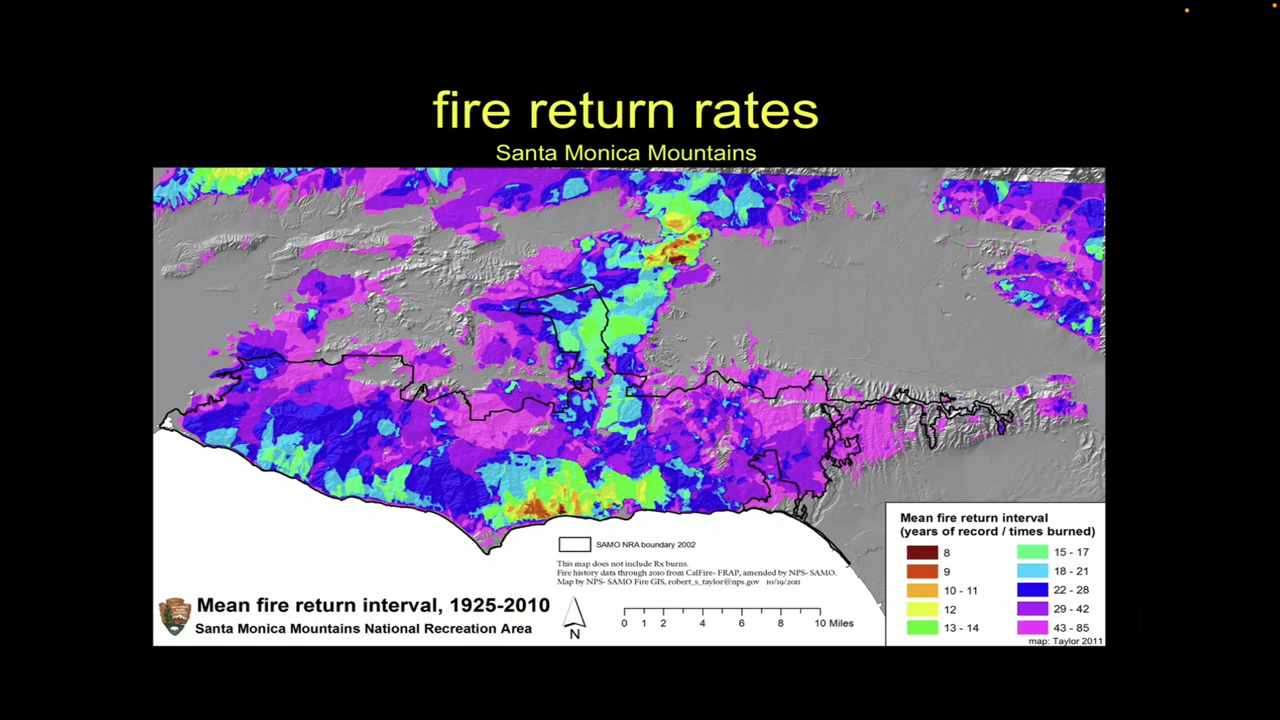 fire return rates
Santa Monica Mountains
SAMO NRA boundary 2002
This map does not include Rx burns.
Fire history data through 2010 from CalFire- FRAP, amended by NPS- SAMO.
Map by NPS- SAMO Fire GIS, robert_s_taylor@nps.gov 10/19/2011
Mean fire return interval, 1925-2010
Santa Monica Mountains National Recreation Area
N
0 1 2 4 6 8 10 Miles
Mean fire return interval
(years of record / times burned)
8
9
10 - 11
12
13 - 14
15 - 17
18 - 21
22 - 28
29 - 42
43 - 85
map: Taylor 2011